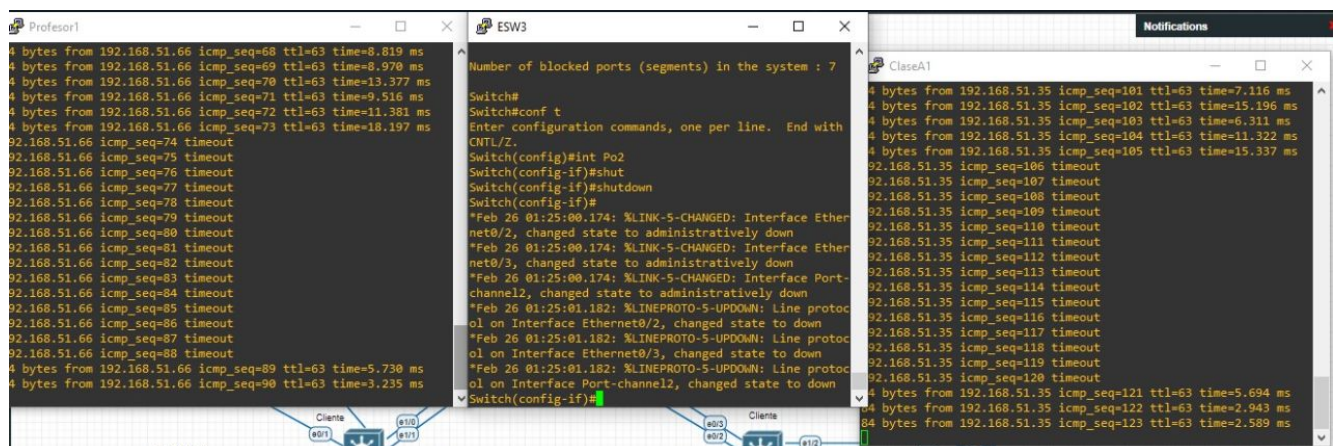 Profesor1
4 bytes from 192.168.51.66 icmp_seq=68 ttl=63 time=8.819 ms
4 bytes from 192.168.51.66 icmp_seq=69 ttl=63 time=8.970 ms
4 bytes from 192.168.51.66 icmp_seq=70 ttl=63 time=13.377 ms
4 bytes from 192.168.51.66 icmp_seq=71 ttl=63 time=9.516 ms
4 bytes from 192.168.51.66 icmp_seq=72 ttl=63 time=11.381 ms
4 bytes from 192.168.51.66 icmp_seq=73 ttl=63 time=18.197 ms
92.168.51.66 icmp_seq=74 timeout
92.168.51.66 icmp_seq=75 timeout
92.168.51.66 icmp_seq=76 timeout
92.168.51.66 icmp_seq=77 timeout
92.168.51.66 icmp_seq=78 timeout
92.168.51.66 icmp_seq=79 timeout
92.168.51.66 icmp_seq=80 timeout
92.168.51.66 icmp_seq=81 timeout
92.168.51.66 icmp_seq=82 timeout
92.168.51.66 icmp_seq=83 timeout
92.168.51.66 icmp_seq=84 timeout
92.168.51.66 icmp_seq=85 timeout
92.168.51.66 icmp_seq=86 timeout
92.168.51.66 icmp_seq=87 timeout
92.168.51.66 icmp_seq=88 timeout
4 bytes from 192.168.51.66 icmp_seq=89 ttl=63 time=5.730 ms
4 bytes from 192.168.51.66 icmp_seq=90 ttl=63 time=3.235 ms
ESW3
Number of blocked ports (segments) in the system : 7
Switch#
Switch#conf t
Enter configuration commands, one per line.  End with
CNTL/Z.
Switch(config)#int Po2
Switch(config-if)#shut
Switch(config-if)#shutdown
Switch(config-if)#
*Feb 26 01:25:00.174: %LINK-5-CHANGED: Interface Ether
net0/2, changed state to administratively down
*Feb 26 01:25:00.174: %LINK-5-CHANGED: Interface Ether
net0/3, changed state to administratively down
*Feb 26 01:25:00.174: %LINK-5-CHANGED: Interface Port-
channel2, changed state to administratively down
*Feb 26 01:25:01.182: %LINEPROTO-5-UPDOWN: Line protoc
ol on Interface Ethernet0/2, changed state to down
*Feb 26 01:25:01.182: %LINEPROTO-5-UPDOWN: Line protoc
ol on Interface Ethernet0/3, changed state to down
*Feb 26 01:25:01.182: %LINEPROTO-5-UPDOWN: Line protoc
ol on Interface Port-channel2, changed state to down
Switch(config-if)#
Notifications
ClaseA1
4 bytes from 192.168.51.35 icmp_seq=101 ttl=63 time=7.116 ms
4 bytes from 192.168.51.35 icmp_seq=102 ttl=63 time=15.196 ms
4 bytes from 192.168.51.35 icmp_seq=103 ttl=63 time=6.311 ms
4 bytes from 192.168.51.35 icmp_seq=104 ttl=63 time=11.322 ms
4 bytes from 192.168.51.35 icmp_seq=105 ttl=63 time=15.337 ms
92.168.51.35 icmp_seq=106 timeout
92.168.51.35 icmp_seq=107 timeout
92.168.51.35 icmp_seq=108 timeout
92.168.51.35 icmp_seq=109 timeout
92.168.51.35 icmp_seq=110 timeout
92.168.51.35 icmp_seq=111 timeout
92.168.51.35 icmp_seq=112 timeout
92.168.51.35 icmp_seq=113 timeout
92.168.51.35 icmp_seq=114 timeout
92.168.51.35 icmp_seq=115 timeout
92.168.51.35 icmp_seq=116 timeout
92.168.51.35 icmp_seq=117 timeout
92.168.51.35 icmp_seq=118 timeout
92.168.51.35 icmp_seq=119 timeout
92.168.51.35 icmp_seq=120 timeout
4 bytes from 192.168.51.35 icmp_seq=121 ttl=63 time=5.694 ms
84 bytes from 192.168.51.35 icmp_seq=122 ttl=63 time=2.943 ms
84 bytes from 192.168.51.35 icmp_seq=123 ttl=63 time=2.589 ms
Cliente
e0/1
e1/0
e1/1
Cliente
e0/3
e0/2
e1/2